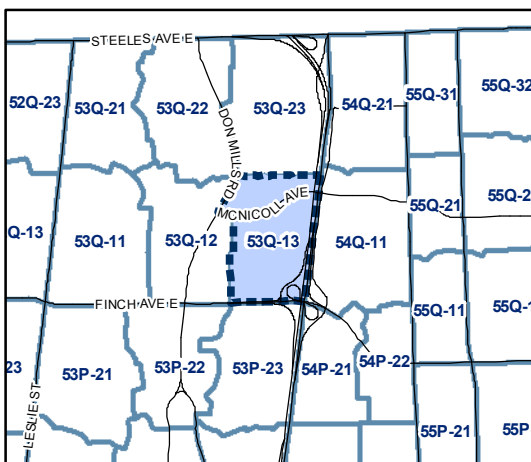 STEELES AVE E
52Q-23
53Q-21
53Q-22
53Q-23
54Q-21
55Q-31
55Q-32
DON MILLS RD
MCNICOLL AVE
Q-13
53Q-11
53Q-12
53Q-13
54Q-11
55Q-21
55Q-2
FINCH AVE E
55Q-11
55Q-1
23
53P-21
53P-22
53P-23
54P-21
54P-22
LESLIE ST
55P-21
55P